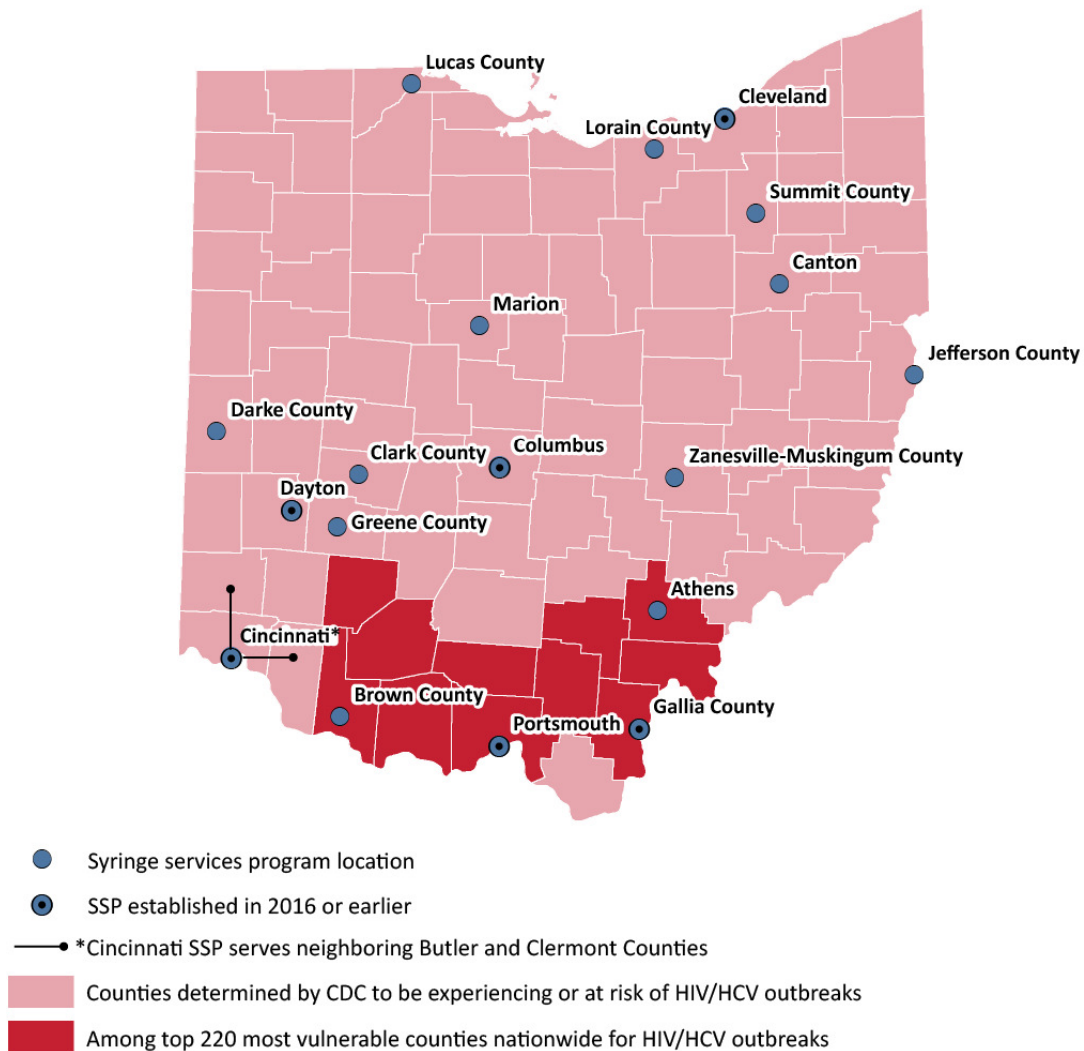 Lucas County
Cleveland
Lorain County
Summit County
Canton
Marion
Jefferson County
Darke County
Clark County
Columbus
Zanesville-Muskingum County
Dayton
Greene County
Athens
Cincinnati*
Brown County
Gallia County
Portsmouth
Syringe services program location
SSP established in 2016 or earlier
*Cincinnati SSP serves neighboring Butler and Clermont Counties
Counties determined by CDC to be experiencing or at risk of HIV/HCV outbreaks
Among top 220 most vulnerable counties nationwide for HIV/HCV outbreaks